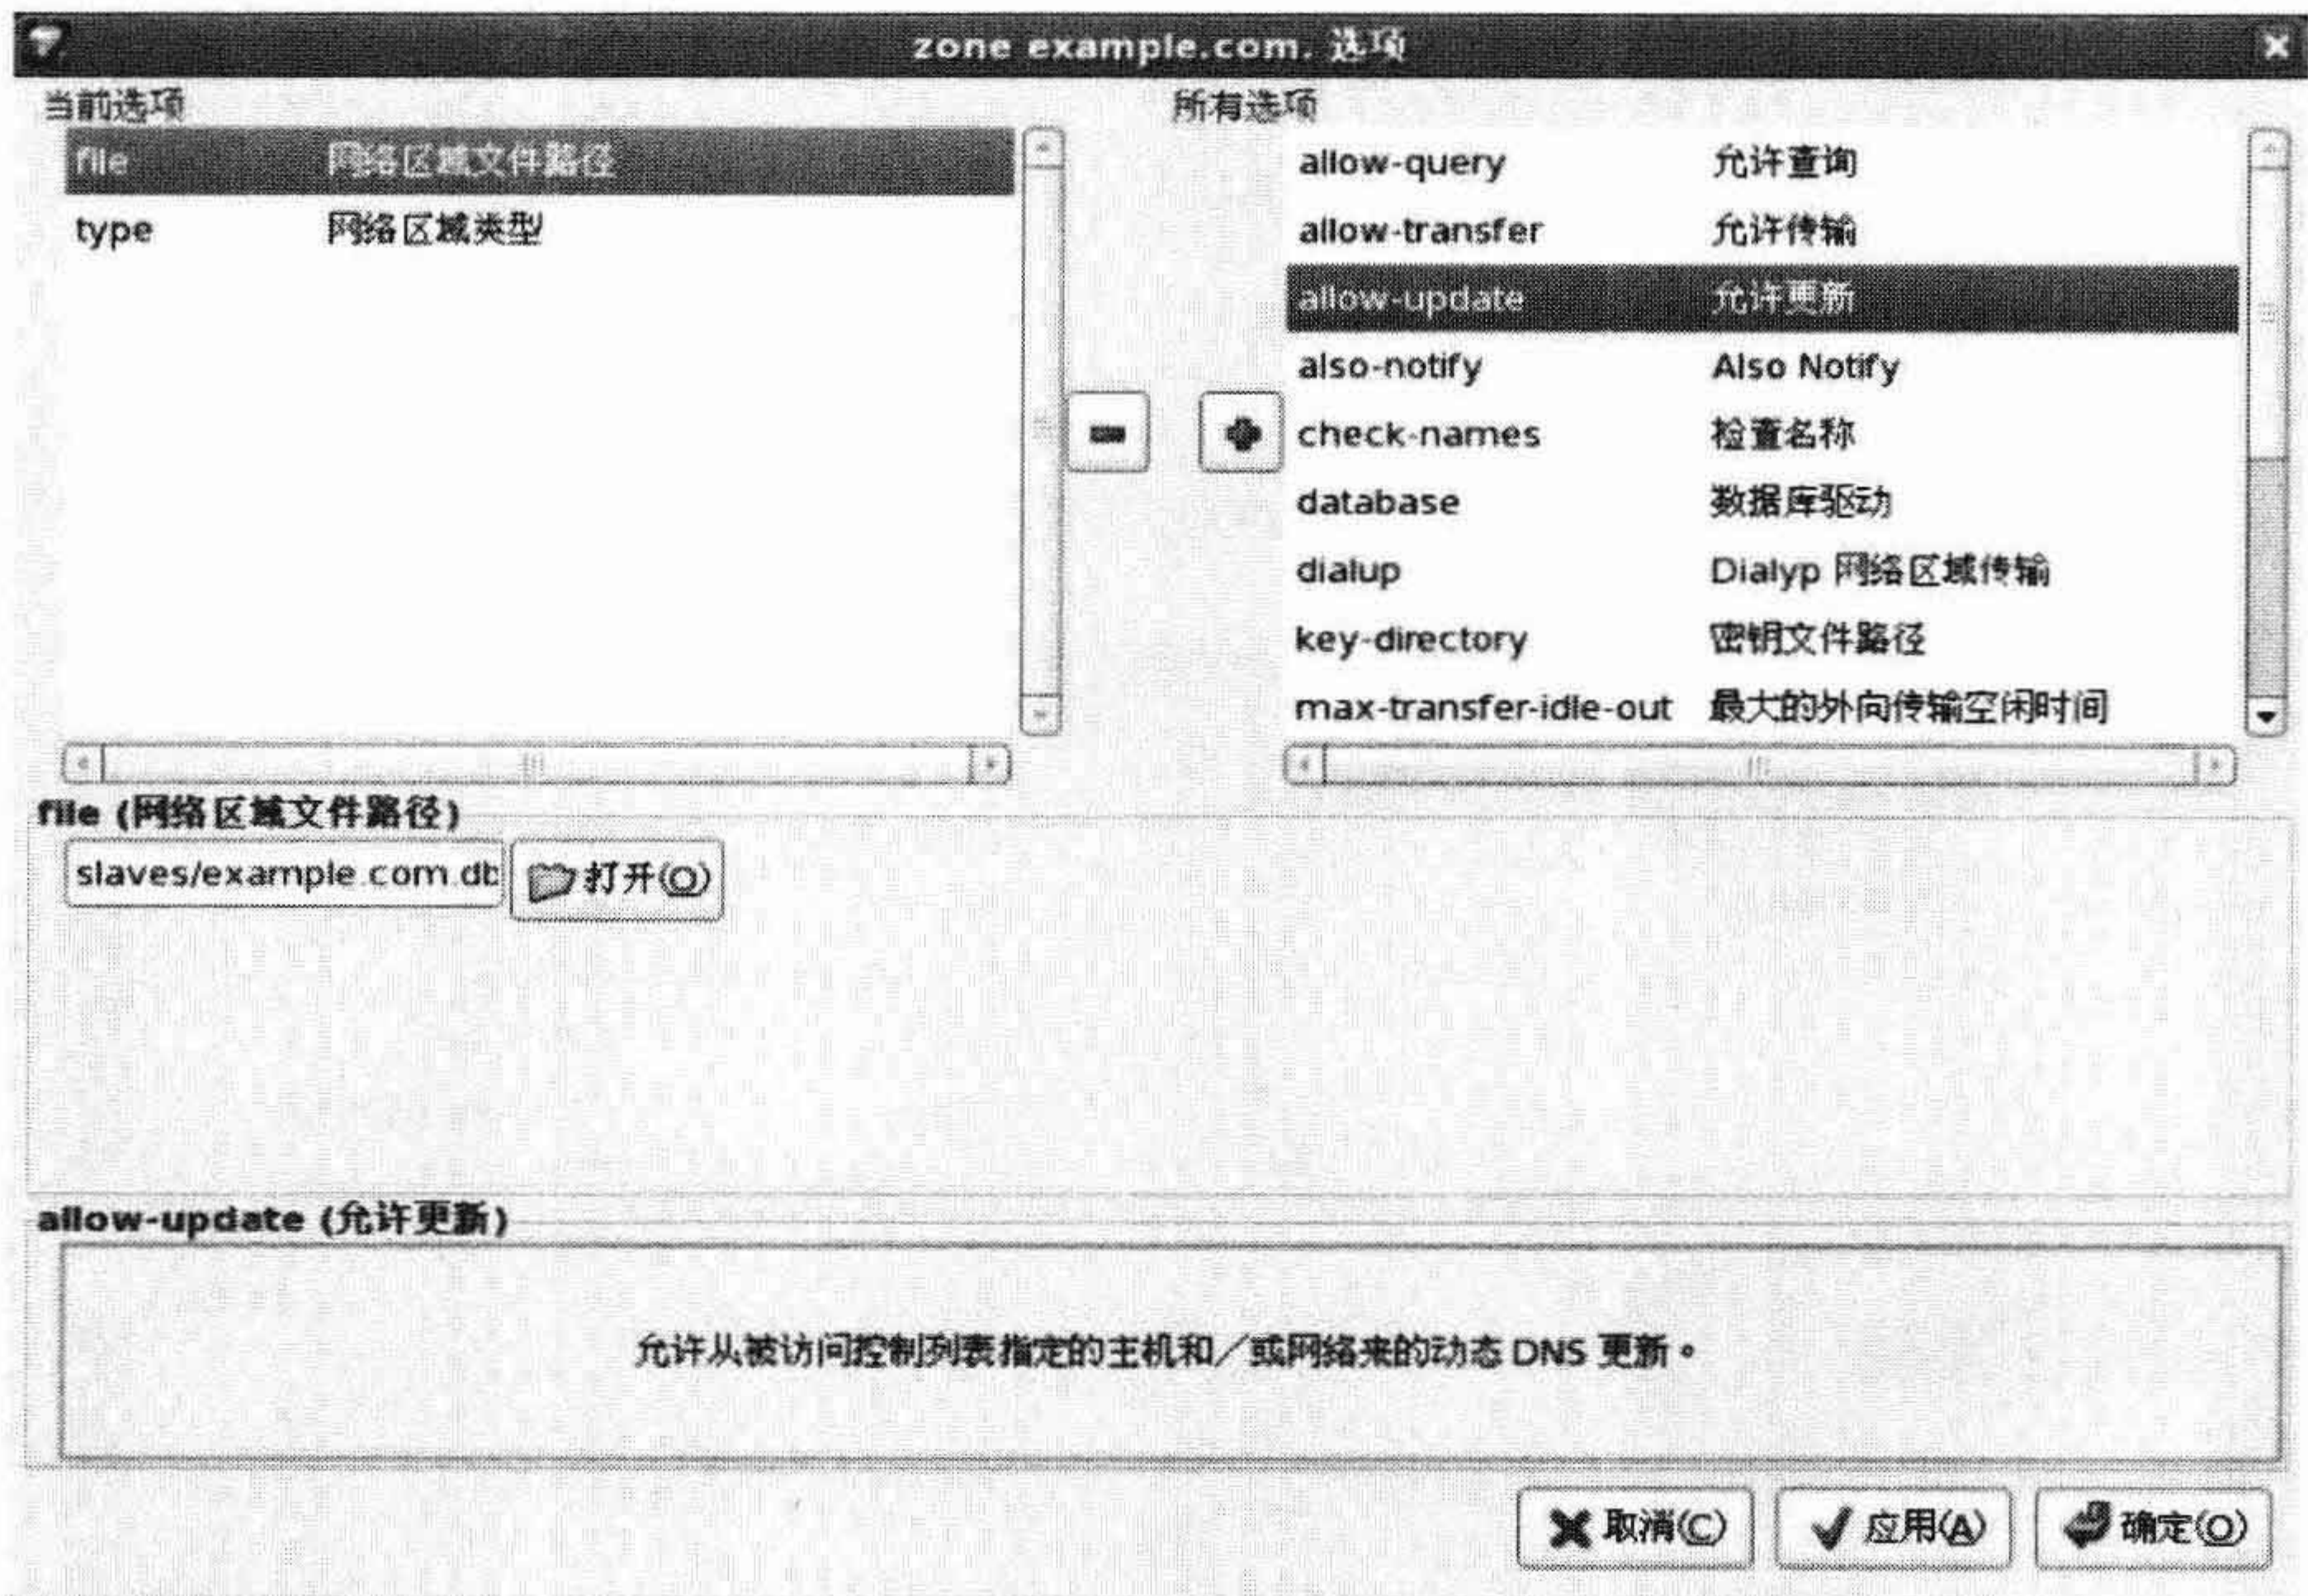 zone example.com. 选项
当前选项
所有选项
file 网络区域文件路径
type 网络区域类型
allow-query 允许查询
allow-transfer 允许传输
allow-update 允许更新
also-notify Also Notify
check-names 检查名称
database 数据库驱动
dialup Dialyp 网络区域传输
key-directory 密钥文件路径
max-transfer-idle-out 最大的外向传输空闲时间
file (网络区域文件路径)
slaves/example.com.db
打开(O)
allow-update (允许更新)
允许从被访问控制列表指定的主机和／或网络来的动态 DNS 更新。
取消(C) 应用(A) 确定(O)